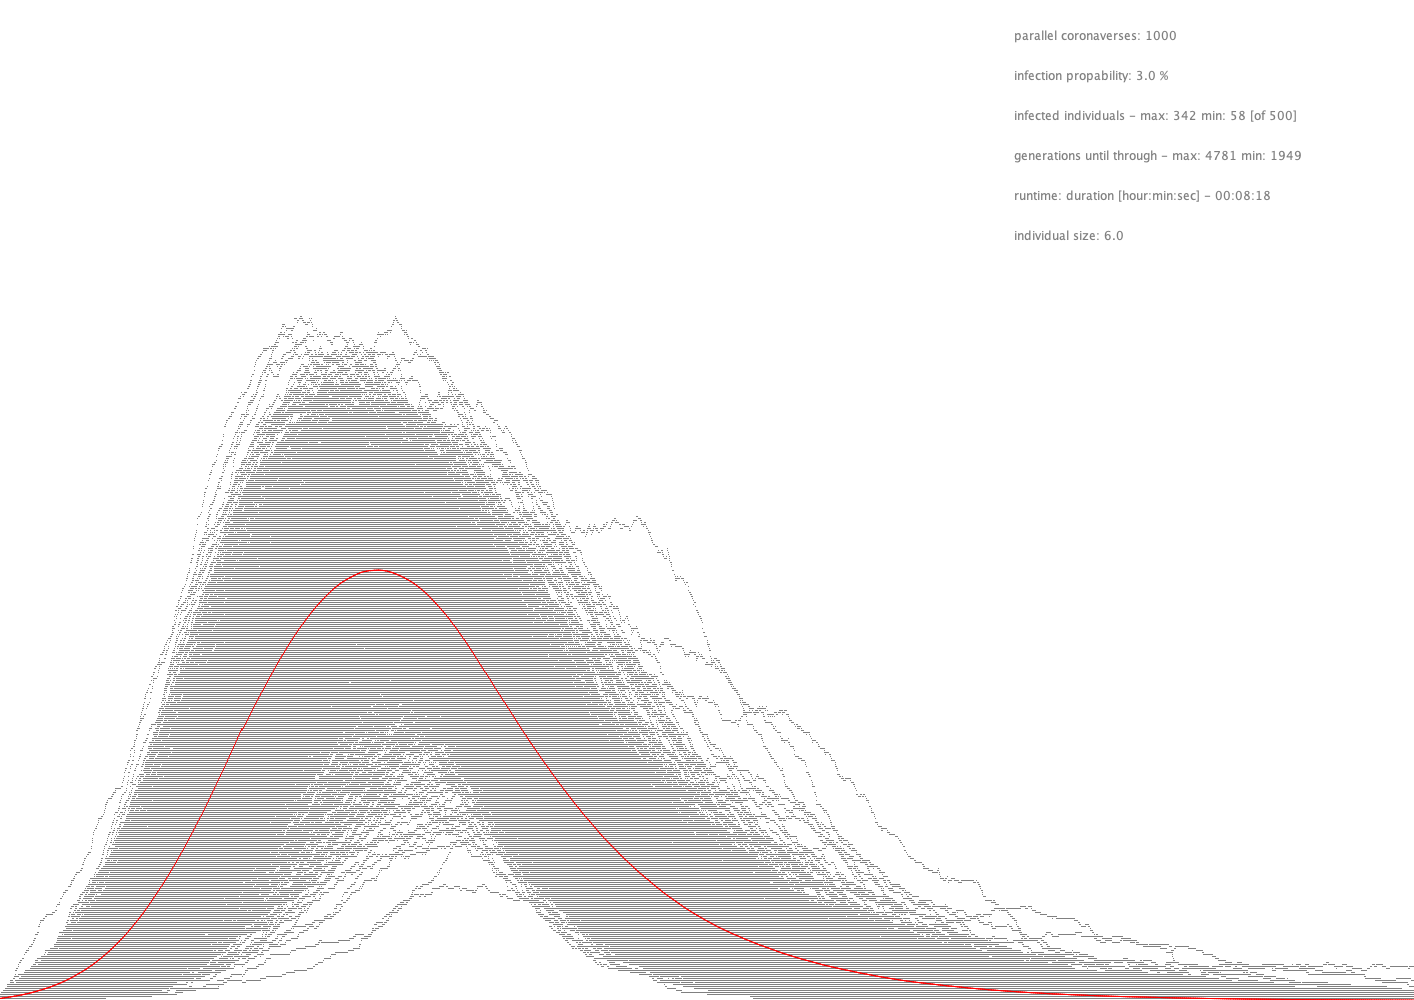 parallel coronaverses: 1000
infection propability: 3.0 %
infected individuals – max: 342 min: 58 [of 500]
generations until through – max: 4781 min: 1949
runtime: duration [hour:min:sec] – 00:08:18
individual size: 6.0